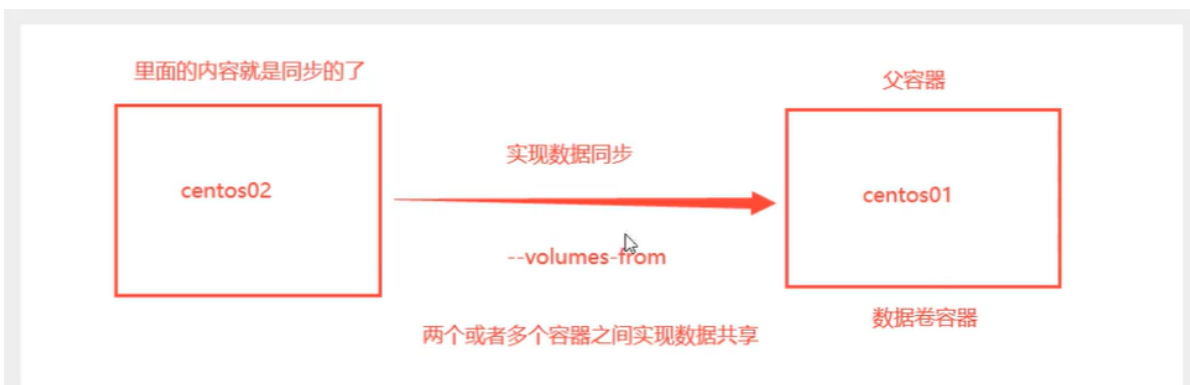 里面的内容就是同步的了
父容器
实现数据同步
centos02
centos01
--volumes-from
数据卷容器
两个或者多个容器之间实现数据共享